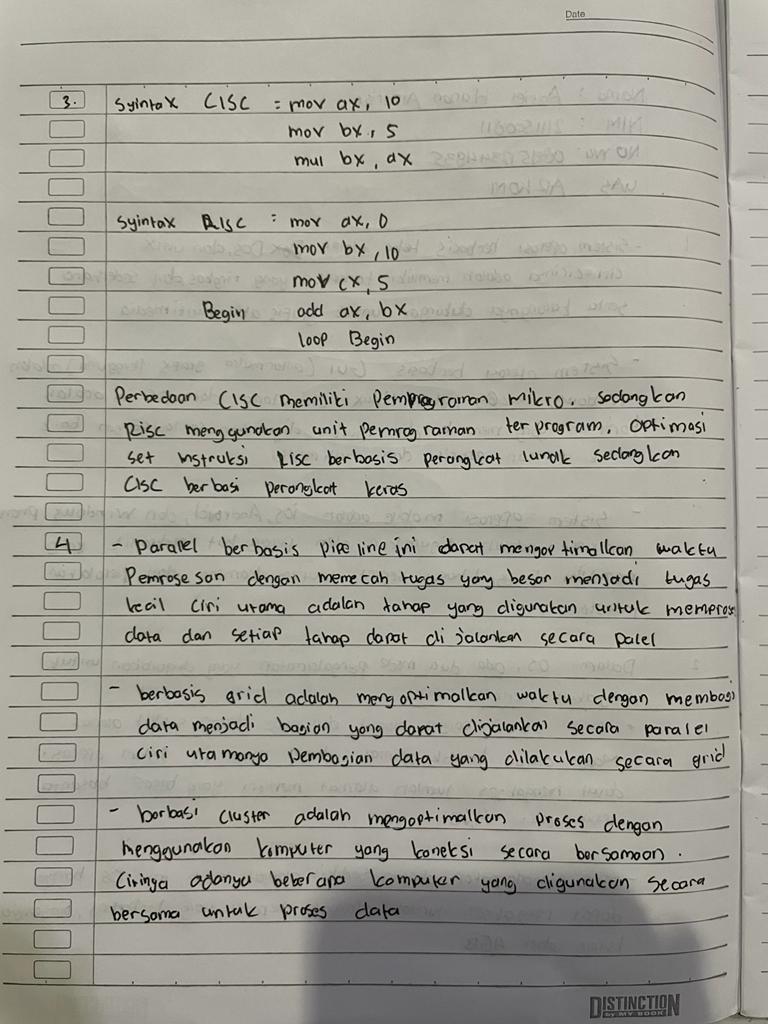 Date
3. Syintax CISC = mov ax, 10
mov bx, 5
mul bx, ax
Syintax RISC : mov ax, 0
mov bx, 10
mov cx, 5
Begin add ax, bx
loop Begin
Perbedaan CISC memiliki Pemrograman mikro. sedangkan
Risc menggunakan unit pemrograman terprogram. Optimasi
set instruksi RISC berbasis perangkat lunak sedangkan
CISC berbasi perangkat keras
4 - Paralel berbasis pipeline ini dapat mengoptimalkan waktu
Pemrosesan dengan memecah tugas yang besar menjadi tugas
kecil ciri utama adalah tahap yang digunakan untuk mempros
data dan setiap tahap dapat di jalankan secara palel
- berbasis grid adalah mengoptimalkan waktu dengan membagi
data menjadi bagian yang dapat dijalankan secara paralel
Ciri utamanya Pembagian data yang dilakukan secara grid
- berbasi cluster adalah mengoptimalkan proses dengan
menggunakan komputer yang koneksi secara bersamaan.
Cirinya adanya beberapa komputer yang digunakan secara
bersama untuk proses data
DISTINCTION
by MY BOOK